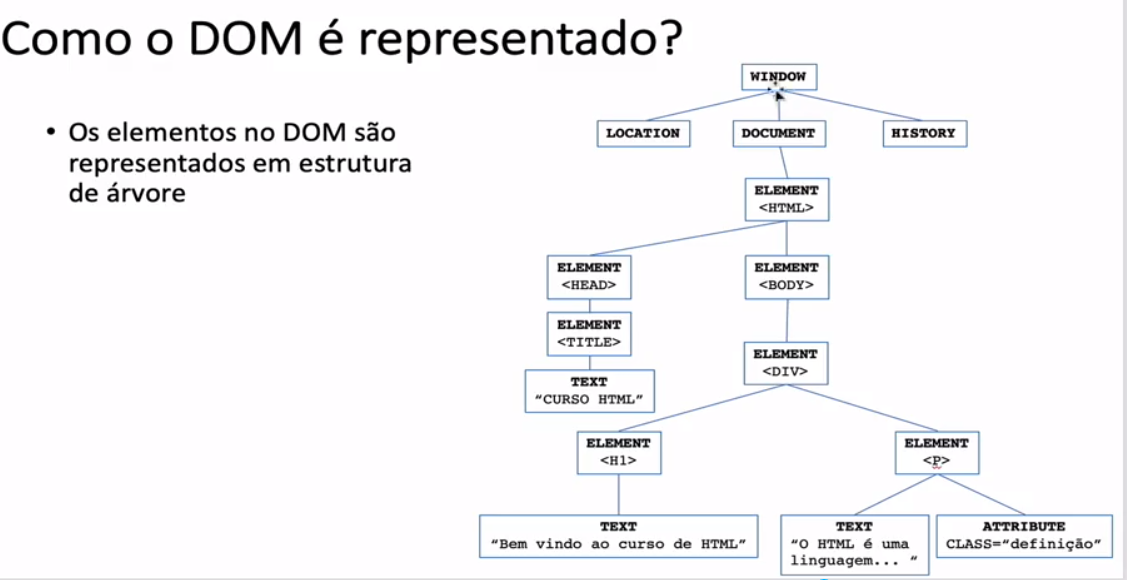 Como o DOM é representado?
• Os elementos no DOM são
representados em estrutura
de árvore
WINDOW
LOCATION
DOCUMENT
HISTORY
ELEMENT
<HTML>
ELEMENT
<HEAD>
ELEMENT
<BODY>
ELEMENT
<TITLE>
TEXT
“CURSO HTML”
ELEMENT
<DIV>
ELEMENT
<H1>
ELEMENT
<P>
TEXT
“Bem vindo ao curso de HTML”
TEXT
“O HTML é uma
linguagem... ”
ATTRIBUTE
CLASS=“definição”